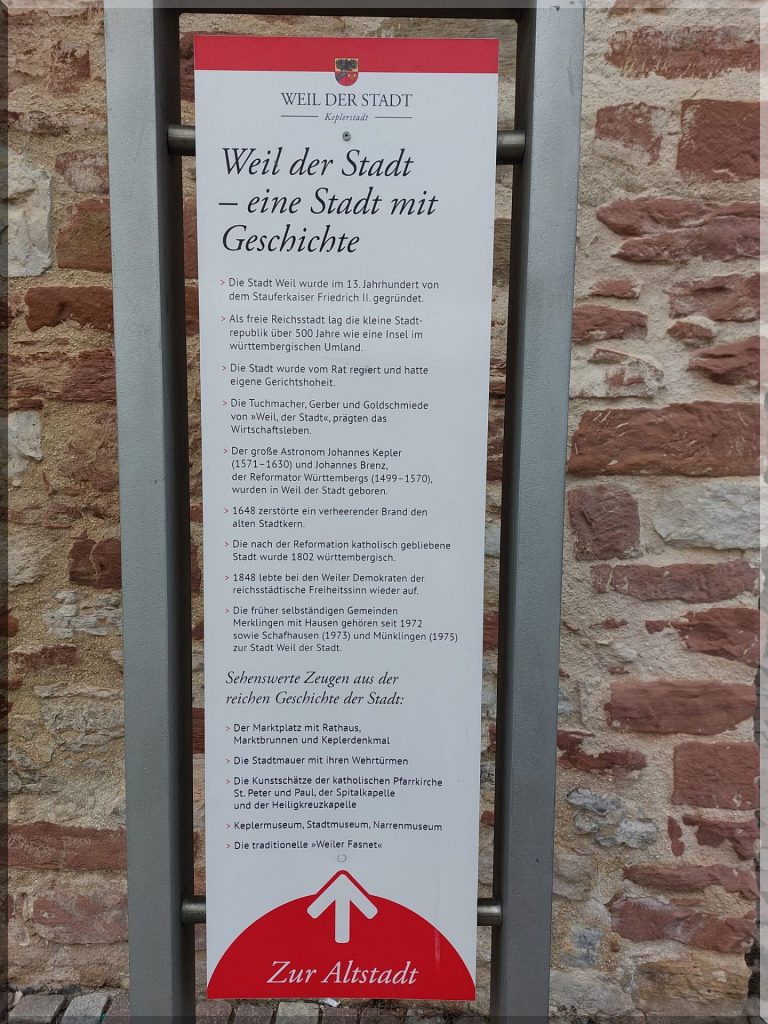 WEIL DER STADT
Keplerstadt
Weil der Stadt
– eine Stadt mit
Geschichte
> Die Stadt Weil wurde im 13. Jahrhundert von
dem Stauferkaiser Friedrich II. gegründet.
> Als freie Reichsstadt lag die kleine Stadt-
republik über 500 Jahre wie eine Insel im
württembergischen Umland.
> Die Stadt wurde vom Rat regiert und hatte
eigene Gerichtshoheit.
> Die Tuchmacher, Gerber und Goldschmiede
von »Weil, der Stadt«, prägten das
Wirtschaftsleben.
> Der große Astronom Johannes Kepler
(1571–1630) und Johannes Brenz,
der Reformator Württembergs (1499–1570),
wurden in Weil der Stadt geboren.
> 1648 zerstörte ein verheerender Brand den
alten Stadtkern.
> Die nach der Reformation katholisch gebliebene
Stadt wurde 1802 württembergisch.
> 1848 lebte bei den Weiler Demokraten der
reichsstädtische Freiheitssinn wieder auf.
> Die früher selbständigen Gemeinden
Merklingen mit Hausen gehören seit 1972
sowie Schafhausen (1973) und Münklingen (1975)
zur Stadt Weil der Stadt.
Sehenswerte Zeugen aus der
reichen Geschichte der Stadt:
> Der Marktplatz mit Rathaus,
Marktbrunnen und Keplerdenkmal
> Die Stadtmauer mit ihren Wehrtürmen
> Die Kunstschätze der katholischen Pfarrkirche
St. Peter und Paul, der Spitalkapelle
und der Heiligkreuzkapelle
> Keplermuseum, Stadtmuseum, Narrenmuseum
> Die traditionelle »Weiler Fasnet«
Zur Altstadt